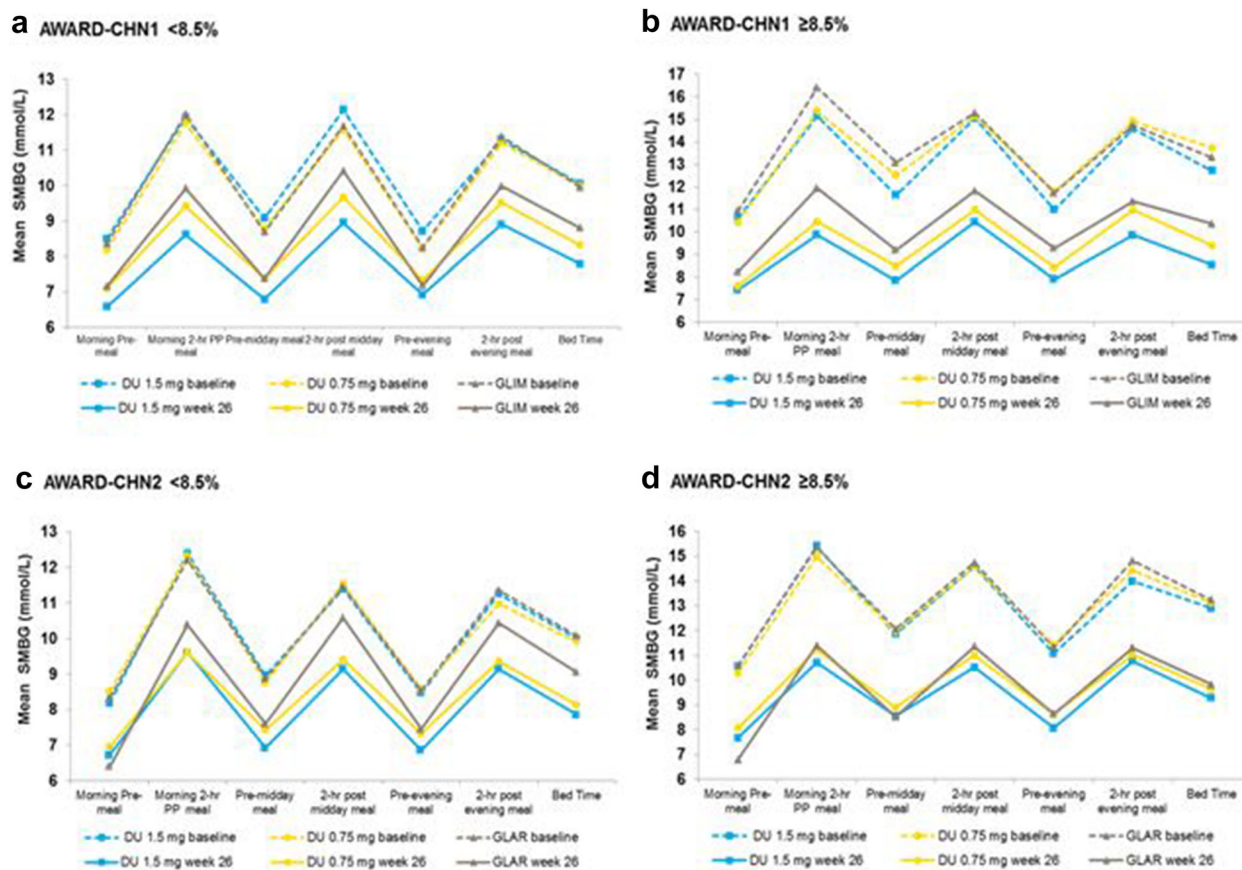 a AWARD-CHN1 <8.5%
Mean SMBG (mmol/L)
13
12
11
10
9
8
7
6
Morning Pre-
meal
Morning 2-hr PP
meal
Pre-midday meal
2-hr post midday
meal
Pre-evening
meal
2-hr post
evening meal
Bed Time
DU 1.5 mg baseline
DU 0.75 mg baseline
GLIM baseline
DU 1.5 mg week 26
DU 0.75 mg week 26
GLIM week 26
b AWARD-CHN1 ≥8.5%
Mean SMBG (mmol/L)
17
16
15
14
13
12
11
10
9
8
7
6
Morning Pre-
meal
Morning 2-hr
PP meal
Pre-midday
meal
2-hr post
midday meal
Pre-evening
meal
2-hr post
evening meal
Bed Time
DU 1.5 mg baseline
DU 0.75 mg baseline
GLIM baseline
DU 1.5 mg week 26
DU 0.75 mg week 26
GLIM week 26
c AWARD-CHN2 <8.5%
Mean SMBG (mmol/L)
13
12
11
10
9
8
7
6
Morning Pre-
meal
Morning 2-hr
PP meal
Pre-midday
meal
2-hr post
midday meal
Pre-evening
meal
2-hr post
evening meal
Bed Time
DU 1.5 mg baseline
DU 0.75 mg baseline
GLAR baseline
DU 1.5 mg week 26
DU 0.75 mg week 26
GLAR week 26
d AWARD-CHN2 ≥8.5%
Mean SMBG (mmol/L)
16
15
14
13
12
11
10
9
8
7
6
Morning Pre-
meal
Morning 2-hr
PP meal
Pre-midday
meal
2-hr post
midday meal
Pre-evening
meal
2-hr post
evening meal
Bed Time
DU 1.5 mg baseline
DU 0.75 mg baseline
GLAR baseline
DU 1.5 mg week 26
DU 0.75 mg week 26
GLAR week 26